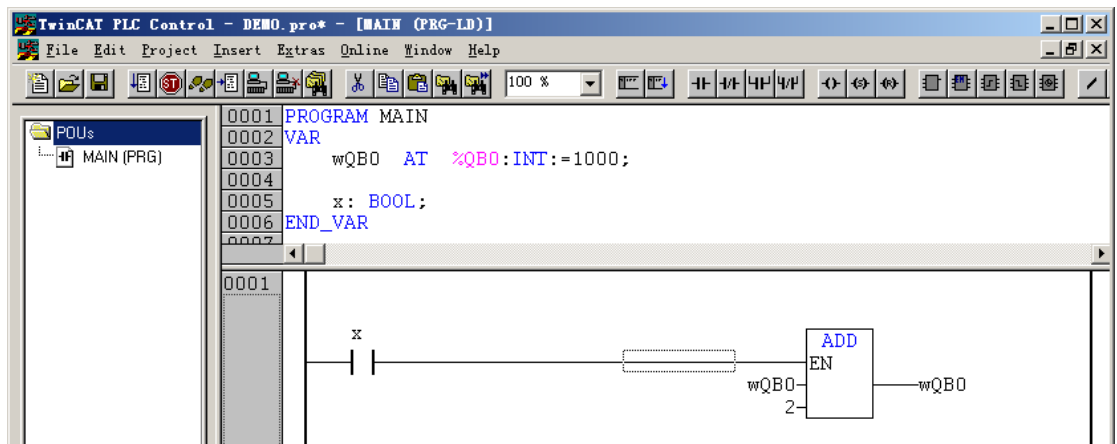 TwinCAT PLC Control - DEMO.pro* - [MAIN (PRG-LD)]
File Edit Project Insert Extras Online Window Help
100 %
POUs
MAIN (PRG)
0001 PROGRAM MAIN
0002 VAR
0003 wQB0 AT %QB0:INT:=1000;
0004
0005 x: BOOL;
0006 END_VAR
0007
0001
x
ADD
EN
wQB0 wQB0
2